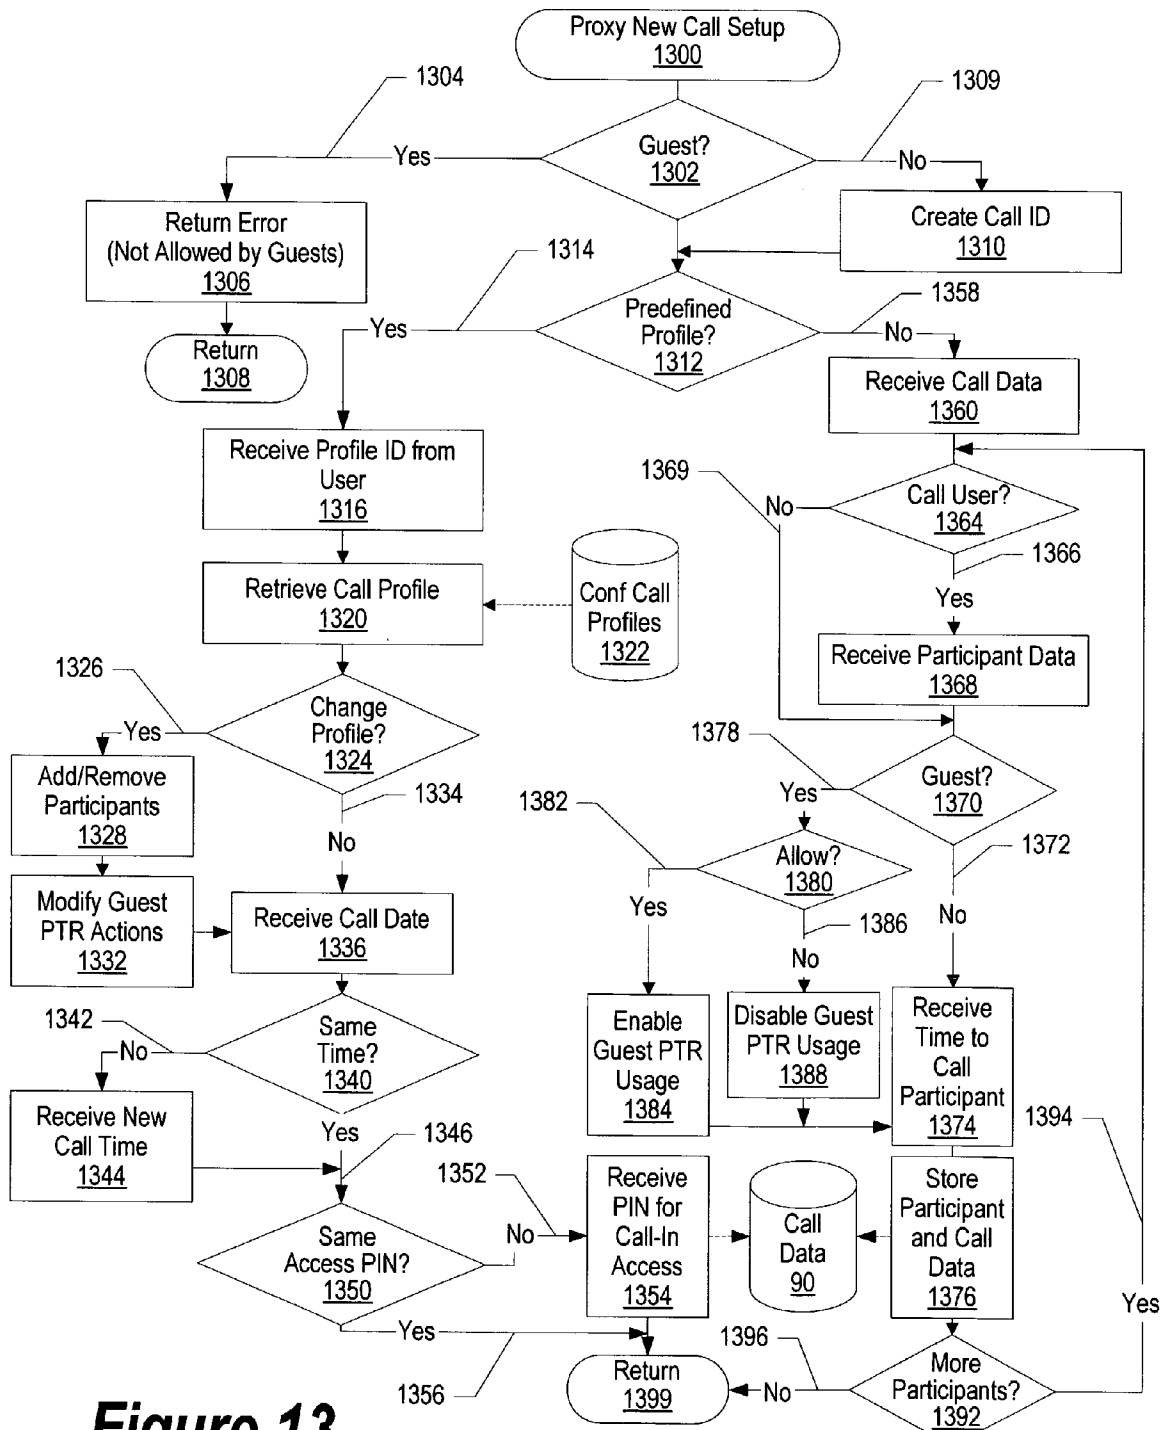 Proxy New Call Setup
1300
1304
1309
Yes
Guest?
1302
No
Return Error
(Not Allowed by Guests)
1306
Create Call ID
1310
1314
1358
Return
1308
Yes
Predefined
Profile?
1312
No
Receive Call Data
1360
Receive Profile ID from
User
1316
1369
No
Call User?
1364
1366
Yes
Retrieve Call Profile
1320
Conf Call
Profiles
1322
Receive Participant Data
1368
1326
Yes
Change
Profile?
1324
1378
Guest?
1370
Add/Remove
Participants
1328
1334
No
1382
Yes
Allow?
1380
1372
Yes
1386
No
No
Modify Guest
PTR Actions
1332
Receive Call Date
1336
1342
No
Same
Time?
1340
Enable
Guest PTR
Usage
1384
Disable Guest
PTR Usage
1388
Receive
Time to
Call
Participant
1374
1394
Receive New
Call Time
1344
Yes
1346
1352
No
Same
Access PIN?
1350
Receive
PIN for
Call-In
Access
1354
Call
Data
90
Store
Participant
and Call
Data
1376
Yes
Yes
1356
Return
1399
1396
No
More
Participants?
1392
Figure 13